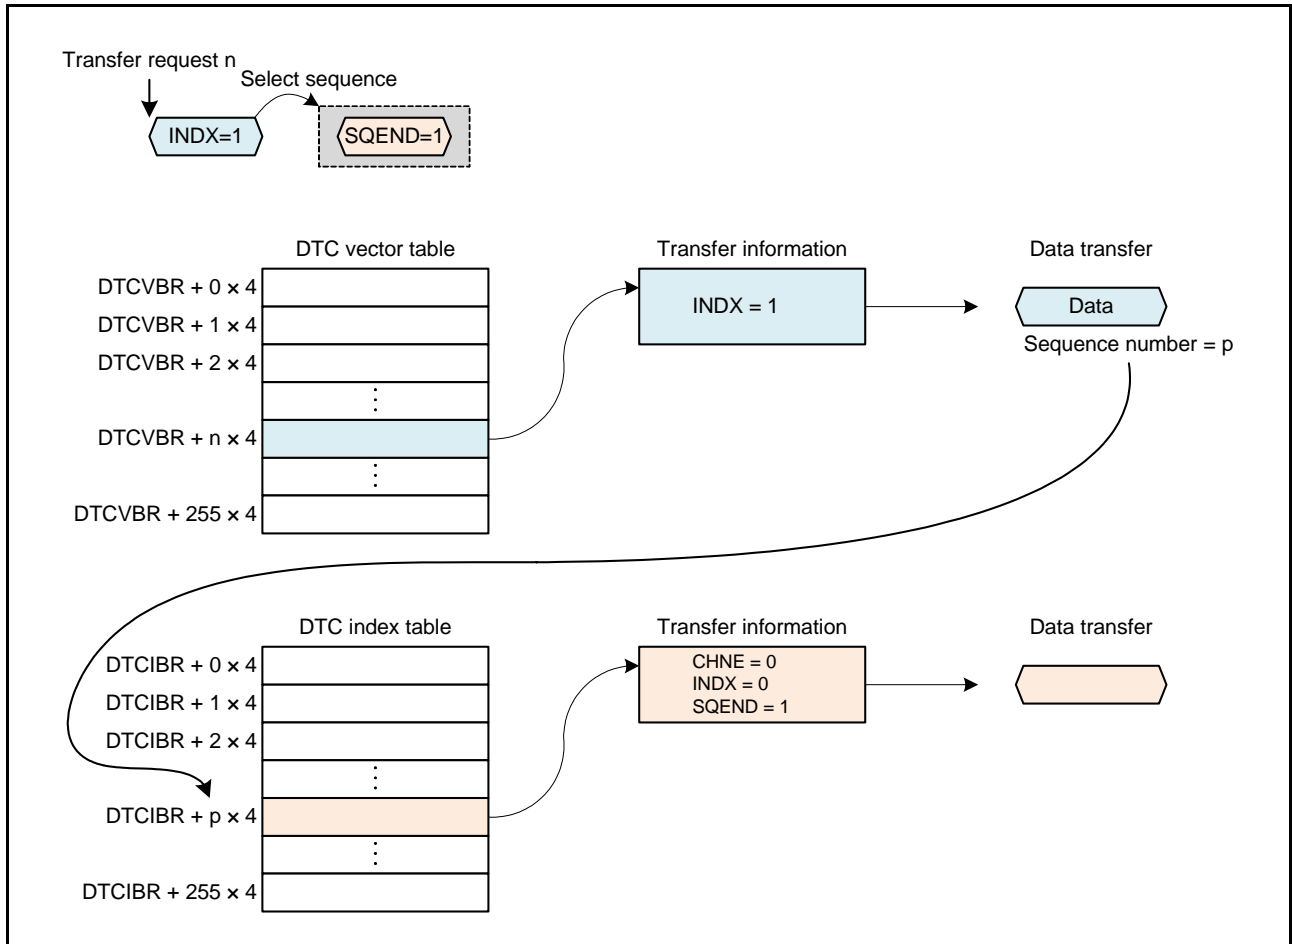 Transfer request n
Select sequence
INDX=1
SQEND=1
DTC vector table
Transfer information
Data transfer
DTCVBR + 0 × 4
DTCVBR + 1 × 4
DTCVBR + 2 × 4
⋮
DTCVBR + n × 4
⋮
DTCVBR + 255 × 4
INDX = 1
Data
Sequence number = p
DTC index table
Transfer information
Data transfer
DTCIBR + 0 × 4
DTCIBR + 1 × 4
DTCIBR + 2 × 4
⋮
DTCIBR + p × 4
⋮
DTCIBR + 255 × 4
CHNE = 0
INDX = 0
SQEND = 1